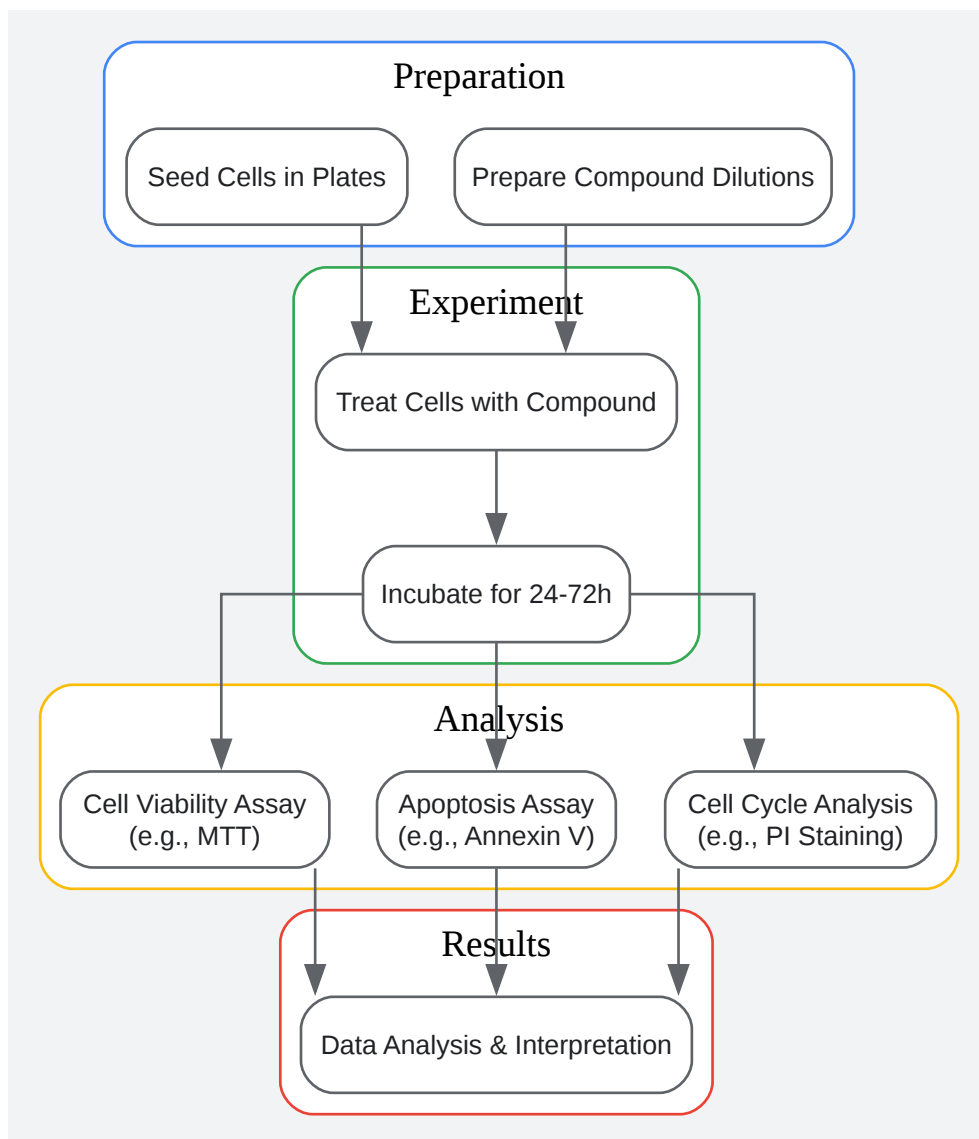 Preparation
Seed Cells in Plates
Prepare Compound Dilutions
Experiment
Treat Cells with Compound
Incubate for 24-72h
Analysis
Cell Viability Assay
(e.g., MTT)
Apoptosis Assay
(e.g., Annexin V)
Cell Cycle Analysis
(e.g., PI Staining)
Results
Data Analysis & Interpretation